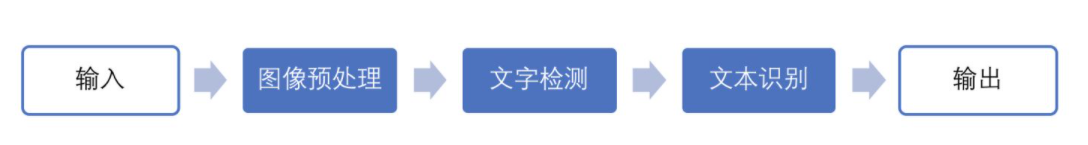 输入
图像预处理
文字检测
文本识别
输出